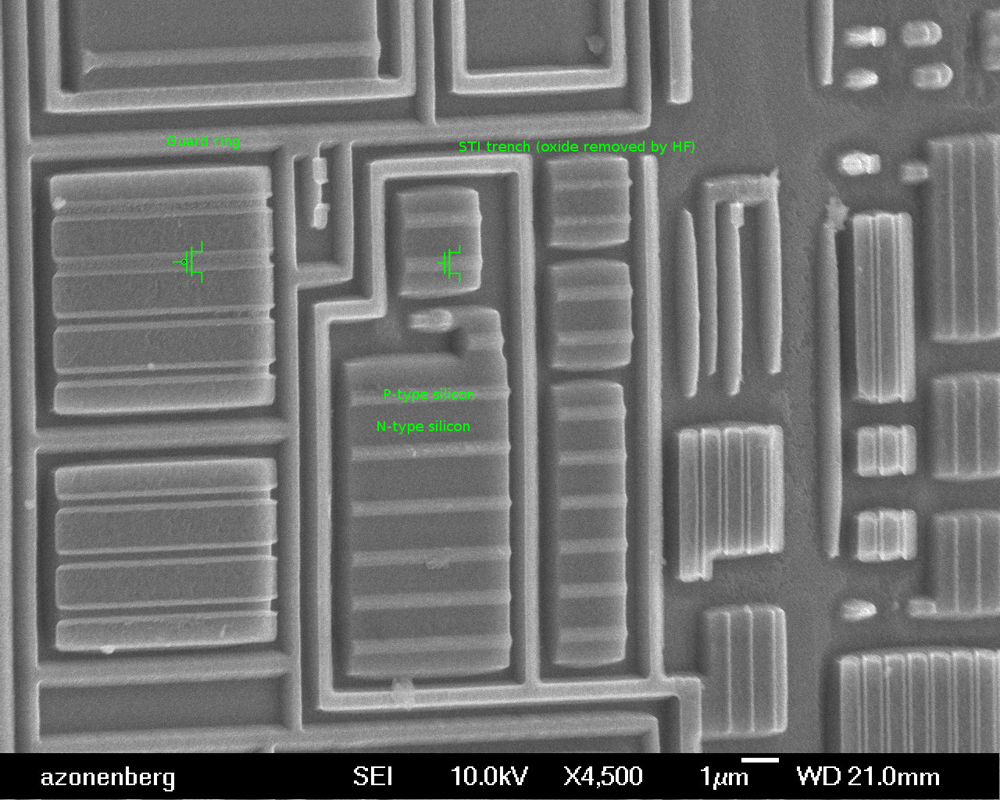 Guard ring
STI trench (oxide removed by HF)
P-type silicon
N-type silicon
azonenberg SEI 10.0kV X4,500 1μm WD 21.0mm